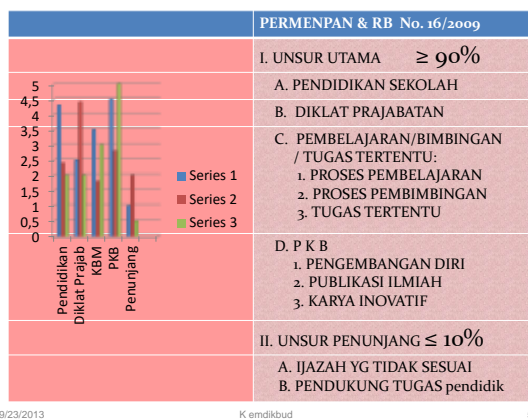 PERMENPAN & RB No. 16/2009
I. UNSUR UTAMA ≥ 90%
A. PENDIDIKAN SEKOLAH
B. DIKLAT PRAJABATAN
C. PEMBELAJARAN/BIMBINGAN
/ TUGAS TERTENTU:
1. PROSES PEMBELAJARAN
2. PROSES PEMBIMBINGAN
3. TUGAS TERTENTU
D. P K B
1. PENGEMBANGAN DIRI
2. PUBLIKASI ILMIAH
3. KARYA INOVATIF
II. UNSUR PENUNJANG ≤ 10%
A. IJAZAH YG TIDAK SESUAI
B. PENDUKUNG TUGAS pendidik
5
4,5
4
3,5
3
2,5
2
1,5
1
0,5
0
Pendidikan
Diklat Prajab
KBM
PKB
Penunjang
Series 1
Series 2
Series 3
9/23/2013
K emdikbud